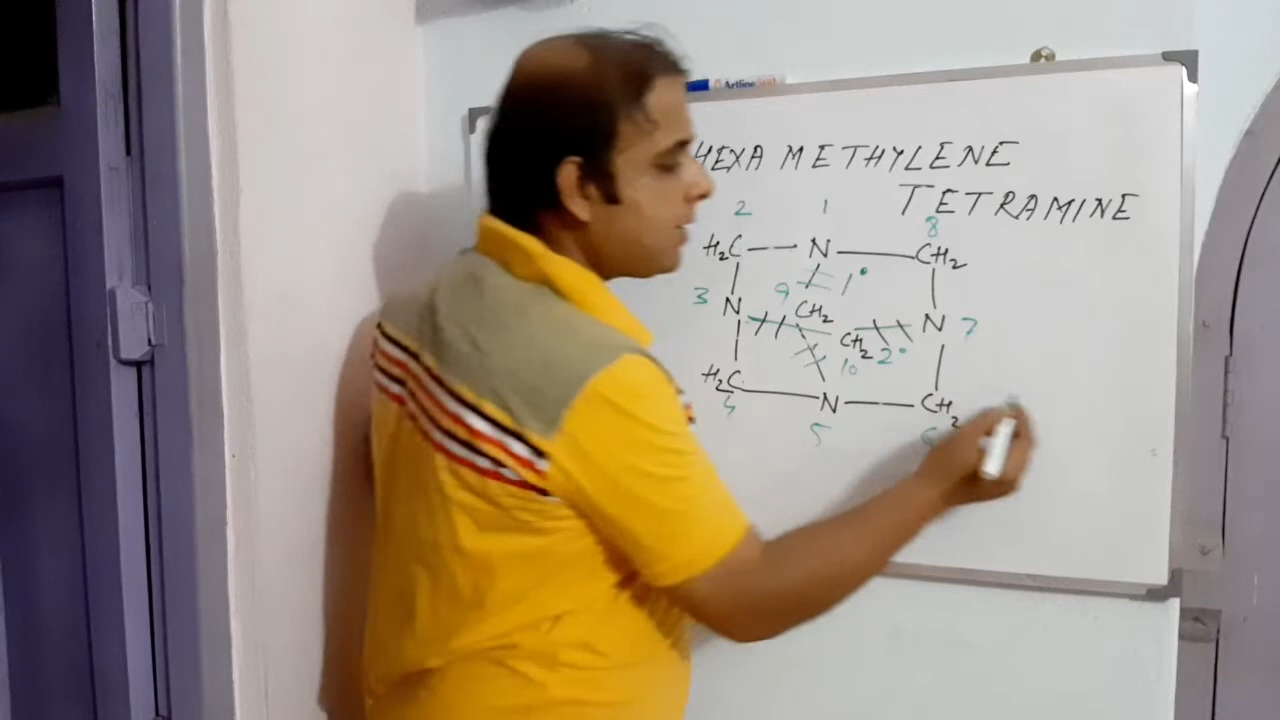 Artline
HEXA METHYLENE
TETRAMINE
2 1 8
H₂C — N — CH₂
9 1°
3 N CH₂ N 7
CH₂ 2°
10
H₂C — N — CH₂
4 5